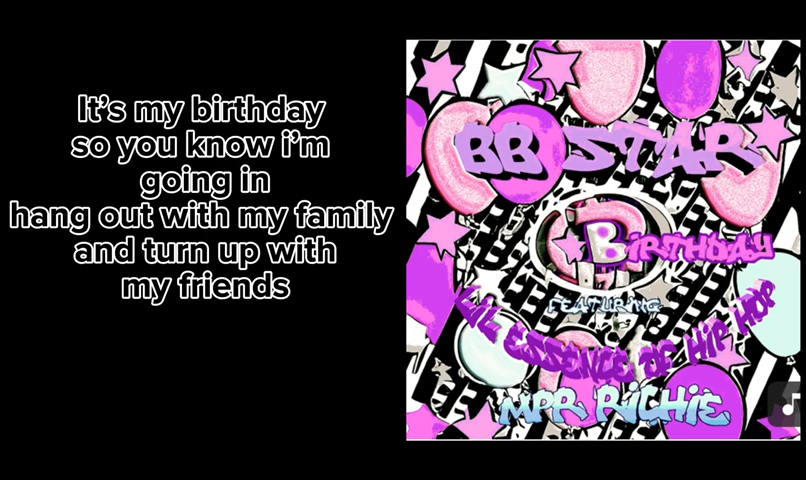 It's my birthday
so you know i'm
going in
hang out with my family
and turn up with
my friends
BB STAR
BiRTHDAY
FEATURiNG
LiL ESSENCE OF HiP HOP
MPR RiCHiE